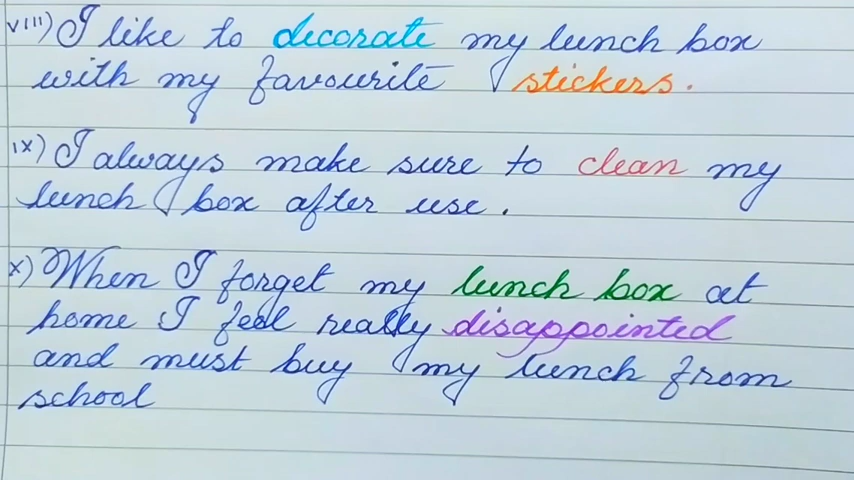 viii) I like to decorate my lunch box
with my favourite stickers.
ix) I always make sure to clean my
lunch box after use.
x) When I forget my lunch box at
home I feel really disappointed
and must buy my lunch from
school